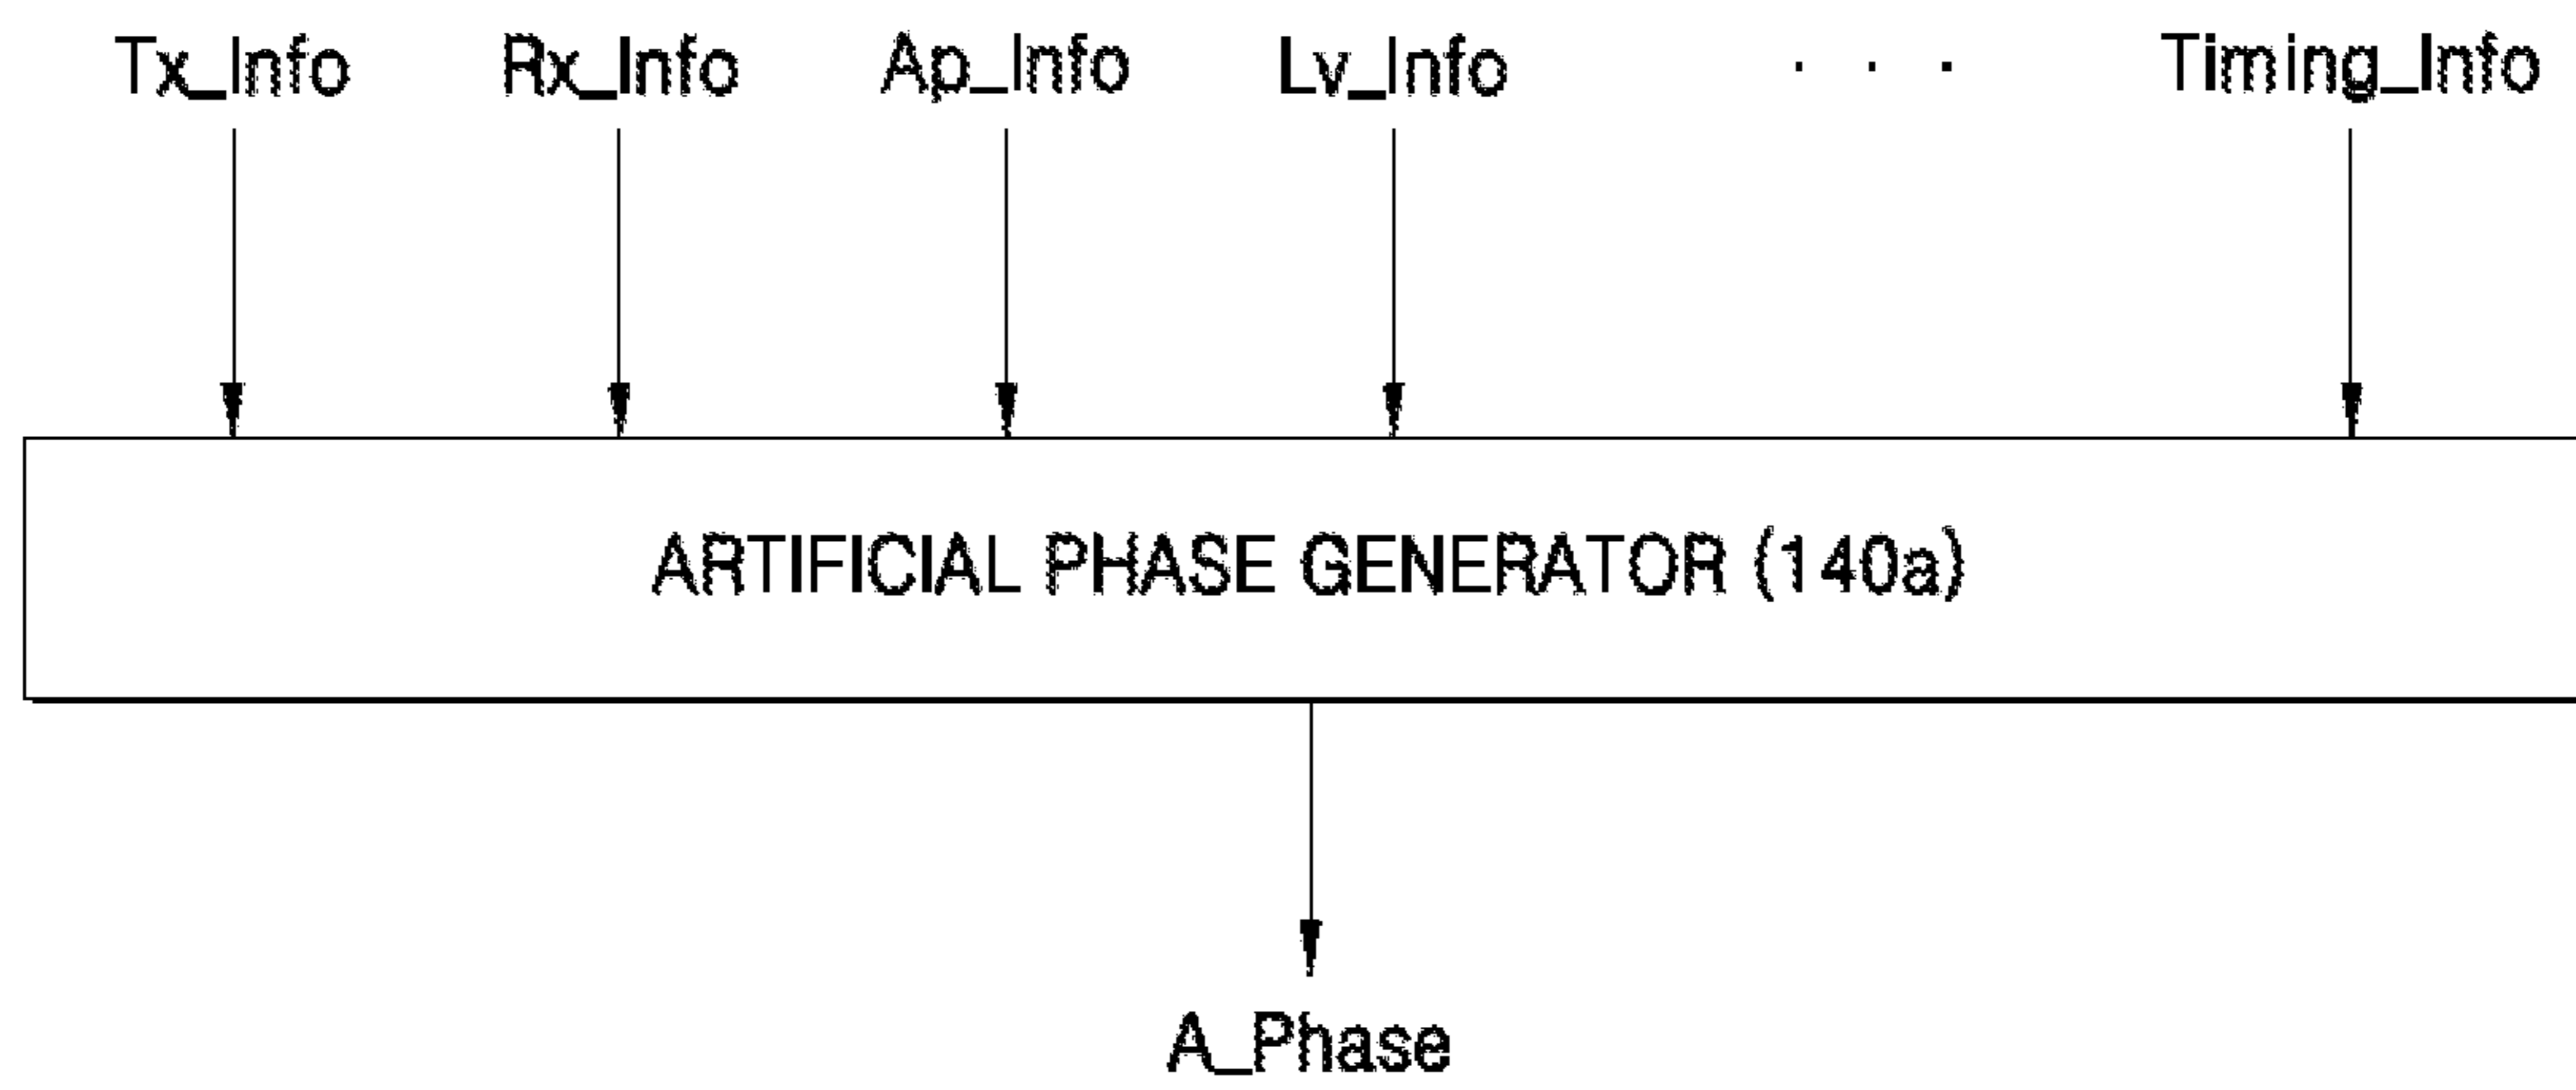 Tx_Info Rx_Info Ap_Info Lv_Info . . . Timing_Info
ARTIFICIAL PHASE GENERATOR (140a)
A_Phase